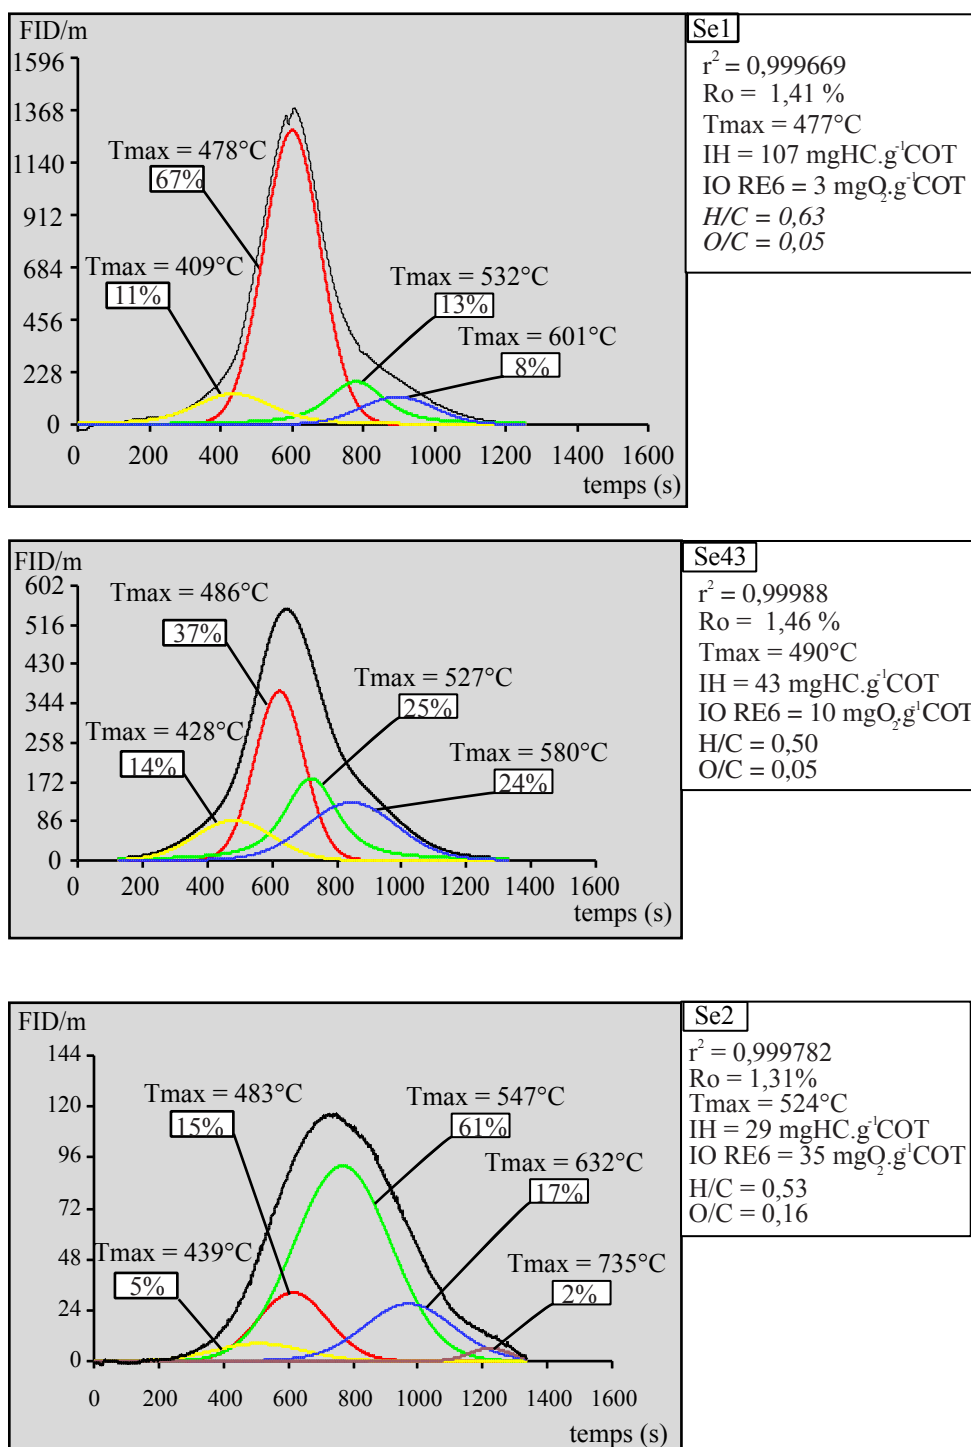 FID/m
1596
1368
1140
912
684
456
228
0
0 200 400 600 800 1000 1200 1400 1600
temps (s)
Tmax = 478°C
67%
Tmax = 409°C
11%
Tmax = 532°C
13%
Tmax = 601°C
8%
Se1
r² = 0,999669
Ro = 1,41 %
Tmax = 477°C
IH = 107 mgHC.g⁻¹COT
IO RE6 = 3 mgO₂.g⁻¹COT
H/C = 0,63
O/C = 0,05
FID/m
602
516
430
344
258
172
86
0
0 200 400 600 800 1000 1200 1400 1600
temps (s)
Tmax = 486°C
37%
Tmax = 527°C
25%
Tmax = 428°C
14%
Tmax = 580°C
24%
Se43
r² = 0,99988
Ro = 1,46 %
Tmax = 490°C
IH = 43 mgHC.g⁻¹COT
IO RE6 = 10 mgO₂.g⁻¹COT
H/C = 0,50
O/C = 0,05
FID/m
144
120
96
72
48
24
0
0 200 400 600 800 1000 1200 1400 1600
temps (s)
Tmax = 483°C
15%
Tmax = 547°C
61%
Tmax = 632°C
17%
Tmax = 439°C
5%
Tmax = 735°C
2%
Se2
r² = 0,999782
Ro = 1,31%
Tmax = 524°C
IH = 29 mgHC.g⁻¹COT
IO RE6 = 35 mgO₂.g⁻¹COT
H/C = 0,53
O/C = 0,16